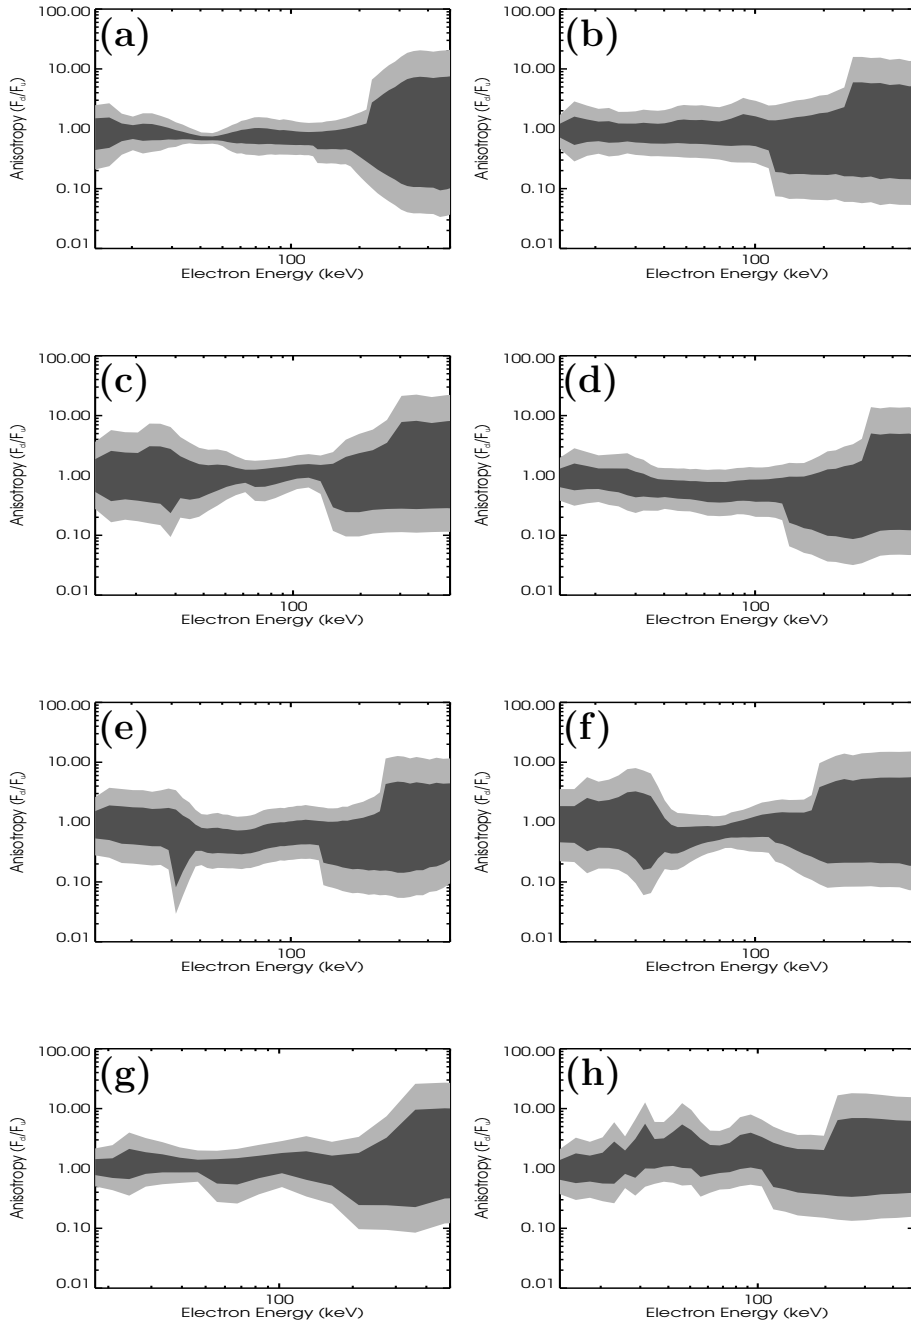 (a)
100.00
10.00
1.00
0.10
0.01
Anisotropy (F_d/F_u)
100
Electron Energy (keV)
(b)
100.00
10.00
1.00
0.10
0.01
Anisotropy (F_d/F_u)
100
Electron Energy (keV)
(c)
100.00
10.00
1.00
0.10
0.01
Anisotropy (F_d/F_u)
100
Electron Energy (keV)
(d)
100.00
10.00
1.00
0.10
0.01
Anisotropy (F_d/F_u)
100
Electron Energy (keV)
(e)
100.00
10.00
1.00
0.10
0.01
Anisotropy (F_d/F_u)
100
Electron Energy (keV)
(f)
100.00
10.00
1.00
0.10
0.01
Anisotropy (F_d/F_u)
100
Electron Energy (keV)
(g)
100.00
10.00
1.00
0.10
0.01
Anisotropy (F_d/F_u)
100
Electron Energy (keV)
(h)
100.00
10.00
1.00
0.10
0.01
Anisotropy (F_d/F_u)
100
Electron Energy (keV)